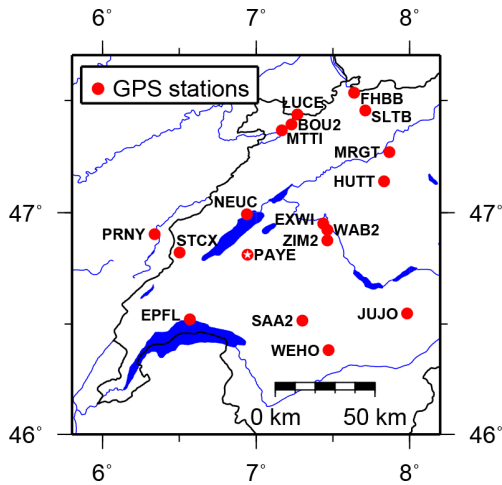 6° 7° 8°
GPS stations
LUCE
FHBB
BOU2
SLTB
MTTI
MRGT
HUTT
NEUC
47° 47°
EXWI
WAB2
PRNY
STCX
ZIM2
PAYE
EPFL
SAA2
JUJO
WEHO
0 km 50 km
46° 46°
6° 7° 8°